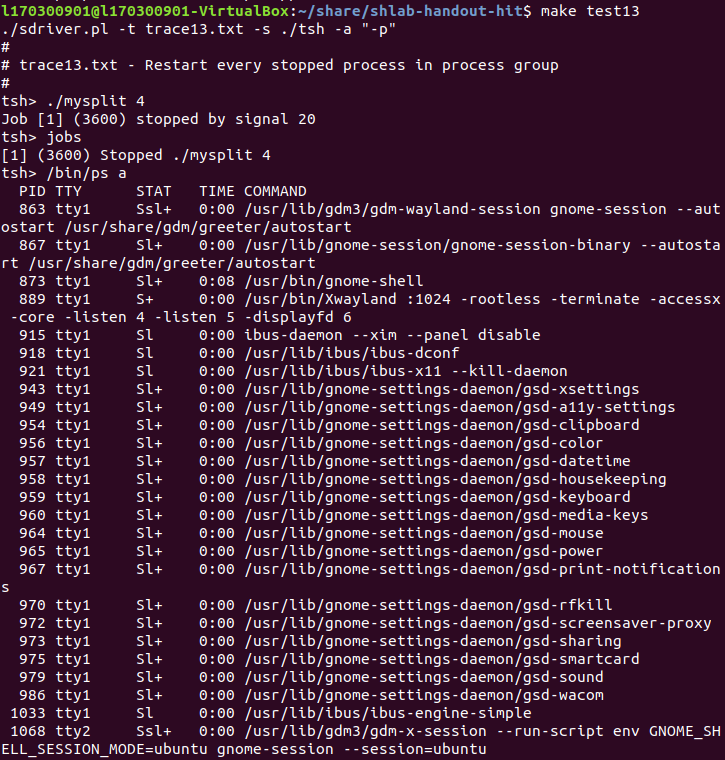 l170300901@l170300901-VirtualBox:~/share/shlab-handout-hit$ make test13
./sdriver.pl -t trace13.txt -s ./tsh -a "-p"
#
# trace13.txt - Restart every stopped process in process group
#
tsh> ./mysplit 4
Job [1] (3600) stopped by signal 20
tsh> jobs
[1] (3600) Stopped ./mysplit 4
tsh> /bin/ps a
  PID TTY      STAT   TIME COMMAND
  863 tty1     Ssl+   0:00 /usr/lib/gdm3/gdm-wayland-session gnome-session --aut
ostart /usr/share/gdm/greeter/autostart
  867 tty1     Sl+    0:00 /usr/lib/gnome-session/gnome-session-binary --autosta
rt /usr/share/gdm/greeter/autostart
  873 tty1     Sl+    0:08 /usr/bin/gnome-shell
  889 tty1     S+     0:00 /usr/bin/Xwayland :1024 -rootless -terminate -accessx
 -core -listen 4 -listen 5 -displayfd 6
  915 tty1     Sl     0:00 ibus-daemon --xim --panel disable
  918 tty1     Sl     0:00 /usr/lib/ibus/ibus-dconf
  921 tty1     Sl     0:00 /usr/lib/ibus/ibus-x11 --kill-daemon
  943 tty1     Sl+    0:00 /usr/lib/gnome-settings-daemon/gsd-xsettings
  949 tty1     Sl+    0:00 /usr/lib/gnome-settings-daemon/gsd-a11y-settings
  954 tty1     Sl+    0:00 /usr/lib/gnome-settings-daemon/gsd-clipboard
  956 tty1     Sl+    0:00 /usr/lib/gnome-settings-daemon/gsd-color
  957 tty1     Sl+    0:00 /usr/lib/gnome-settings-daemon/gsd-datetime
  958 tty1     Sl+    0:00 /usr/lib/gnome-settings-daemon/gsd-housekeeping
  959 tty1     Sl+    0:00 /usr/lib/gnome-settings-daemon/gsd-keyboard
  960 tty1     Sl+    0:00 /usr/lib/gnome-settings-daemon/gsd-media-keys
  964 tty1     Sl+    0:00 /usr/lib/gnome-settings-daemon/gsd-mouse
  965 tty1     Sl+    0:00 /usr/lib/gnome-settings-daemon/gsd-power
  967 tty1     Sl+    0:00 /usr/lib/gnome-settings-daemon/gsd-print-notification
s
  970 tty1     Sl+    0:00 /usr/lib/gnome-settings-daemon/gsd-rfkill
  972 tty1     Sl+    0:00 /usr/lib/gnome-settings-daemon/gsd-screensaver-proxy
  973 tty1     Sl+    0:00 /usr/lib/gnome-settings-daemon/gsd-sharing
  975 tty1     Sl+    0:00 /usr/lib/gnome-settings-daemon/gsd-smartcard
  979 tty1     Sl+    0:00 /usr/lib/gnome-settings-daemon/gsd-sound
  986 tty1     Sl+    0:00 /usr/lib/gnome-settings-daemon/gsd-wacom
 1033 tty1     Sl     0:00 /usr/lib/ibus/ibus-engine-simple
 1068 tty2     Ssl+   0:00 /usr/lib/gdm3/gdm-x-session --run-script env GNOME_SH
ELL_SESSION_MODE=ubuntu gnome-session --session=ubuntu